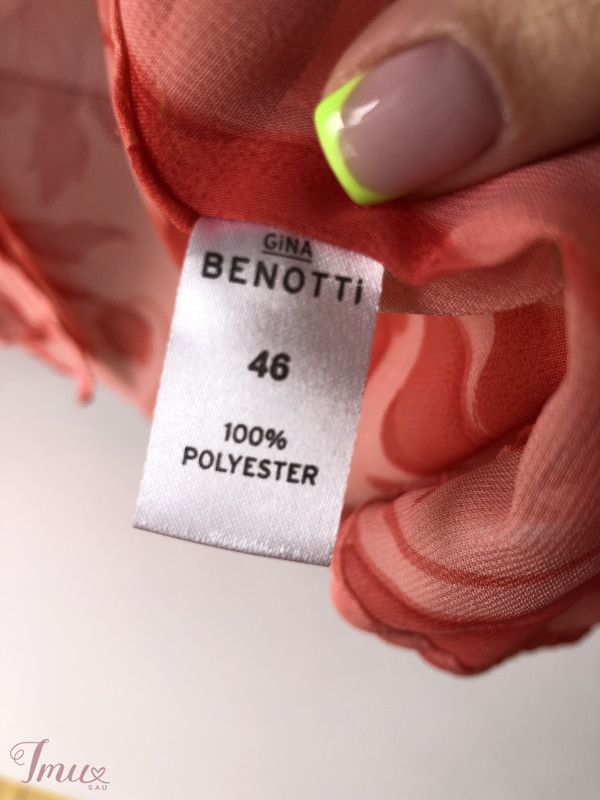 GiNA
BENOTTi
46
100%
POLYESTER
Imu
SAU